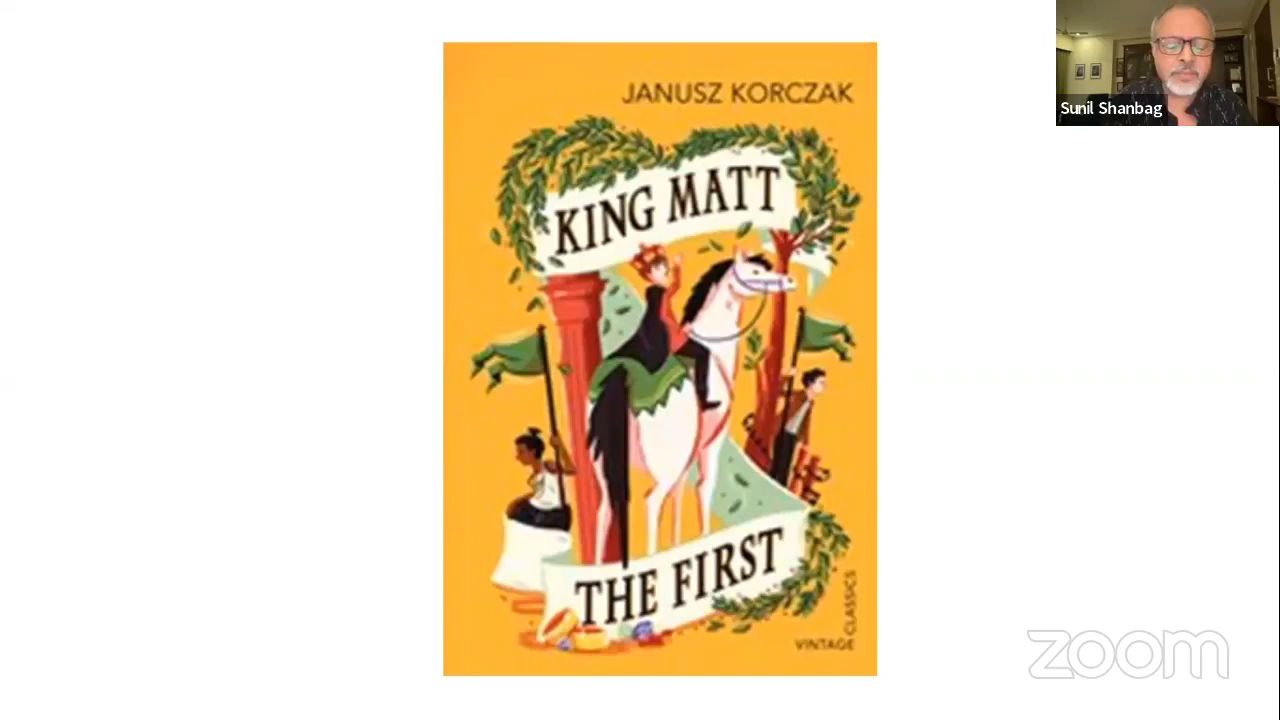 JANUSZ KORCZAK
KING MATT
THE FIRST
VINTAGE
CLASSICS
Sunil Shanbag
zoom